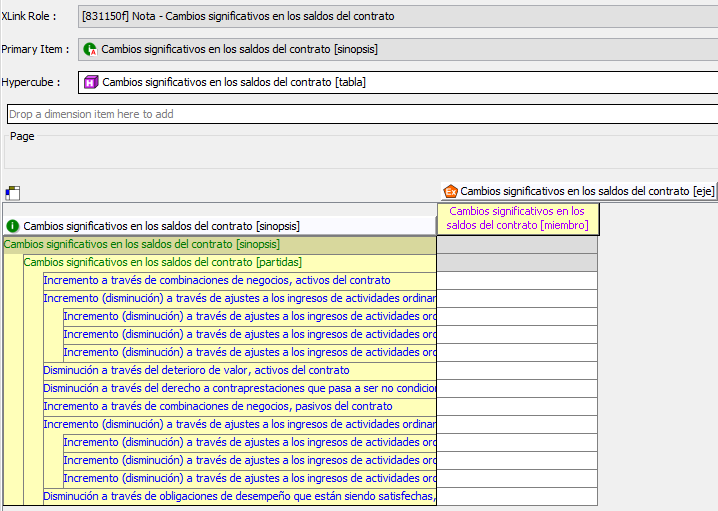 XLink Role : [831150f] Nota - Cambios significativos en los saldos del contrato
Primary Item : Cambios significativos en los saldos del contrato [sinopsis]
Hypercube : Cambios significativos en los saldos del contrato [tabla]
Drop a dimension item here to add
Page
Cambios significativos en los saldos del contrato [eje]
Cambios significativos en los saldos del contrato [sinopsis]
Cambios significativos en los
saldos del contrato [miembro]
Cambios significativos en los saldos del contrato [sinopsis]
Cambios significativos en los saldos del contrato [partidas]
Incremento a través de combinaciones de negocios, activos del contrato
Incremento (disminución) a través de ajustes a los ingresos de actividades ordinar
Incremento (disminución) a través de ajustes a los ingresos de actividades ord
Incremento (disminución) a través de ajustes a los ingresos de actividades ord
Incremento (disminución) a través de ajustes a los ingresos de actividades ord
Disminución a través del deterioro de valor, activos del contrato
Disminución a través del derecho a contraprestaciones que pasa a ser no condicion
Incremento a través de combinaciones de negocios, pasivos del contrato
Incremento (disminución) a través de ajustes a los ingresos de actividades ordinar
Incremento (disminución) a través de ajustes a los ingresos de actividades ord
Incremento (disminución) a través de ajustes a los ingresos de actividades ord
Incremento (disminución) a través de ajustes a los ingresos de actividades ord
Disminución a través de obligaciones de desempeño que están siendo satisfechas,